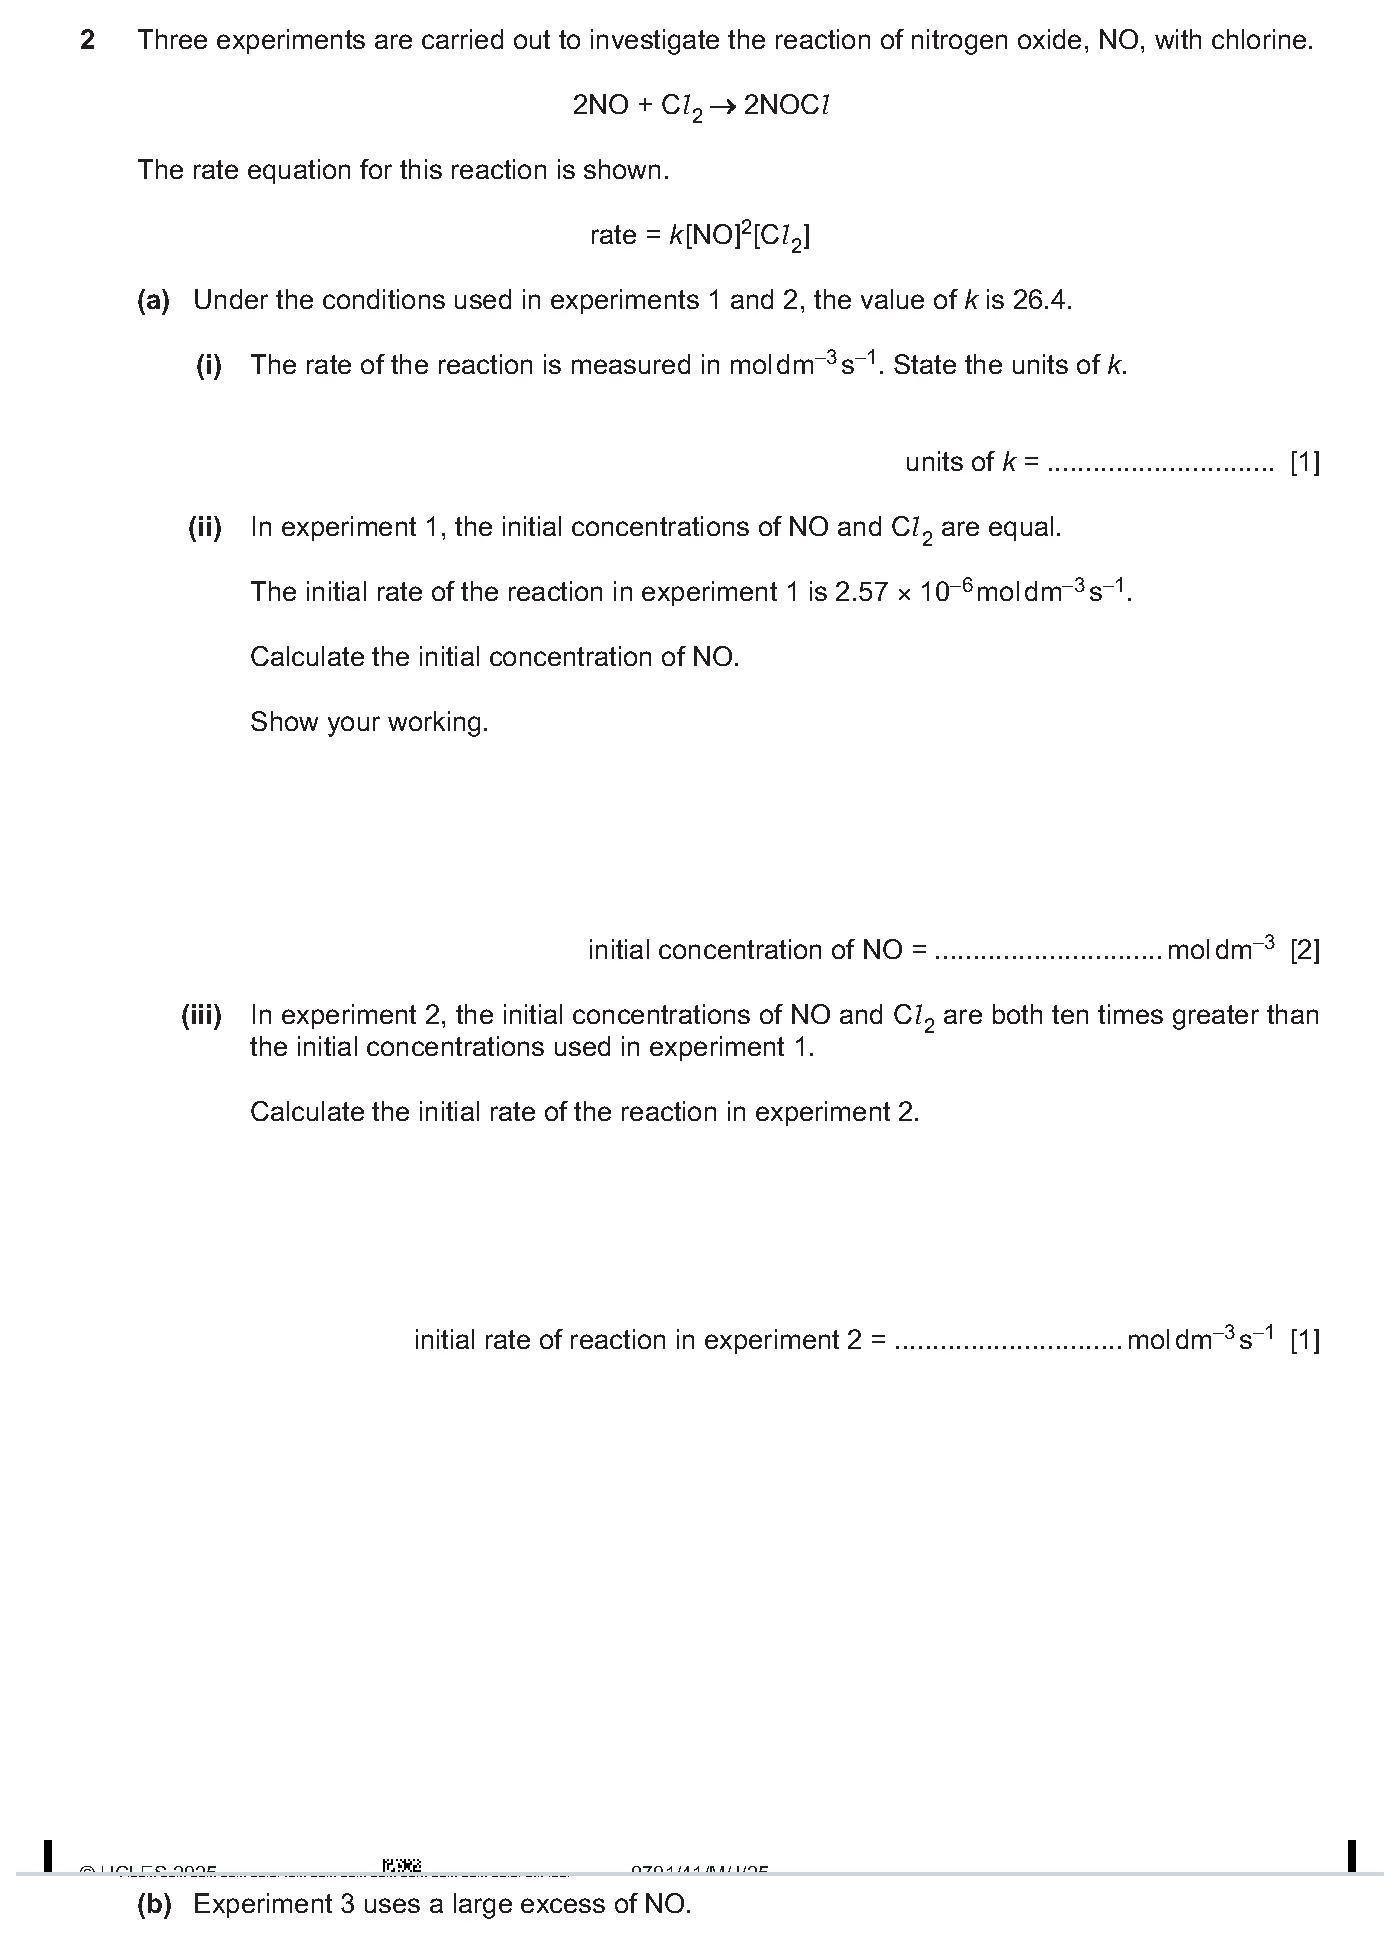 2 Three experiments are carried out to investigate the reaction of nitrogen oxide, NO, with chlorine.
2NO + Cl₂ → 2NOCl
The rate equation for this reaction is shown.
rate = k[NO]²[Cl₂]
(a) Under the conditions used in experiments 1 and 2, the value of k is 26.4.
(i) The rate of the reaction is measured in mol dm⁻³ s⁻¹. State the units of k.
units of k = .............................. [1]
(ii) In experiment 1, the initial concentrations of NO and Cl₂ are equal.
The initial rate of the reaction in experiment 1 is 2.57 × 10⁻⁶ mol dm⁻³ s⁻¹.
Calculate the initial concentration of NO.
Show your working.
initial concentration of NO = .............................. mol dm⁻³ [2]
(iii) In experiment 2, the initial concentrations of NO and Cl₂ are both ten times greater than
the initial concentrations used in experiment 1.
Calculate the initial rate of the reaction in experiment 2.
initial rate of reaction in experiment 2 = .............................. mol dm⁻³ s⁻¹ [1]
© UCLES 2025 9701/41/M/J/25
(b) Experiment 3 uses a large excess of NO.